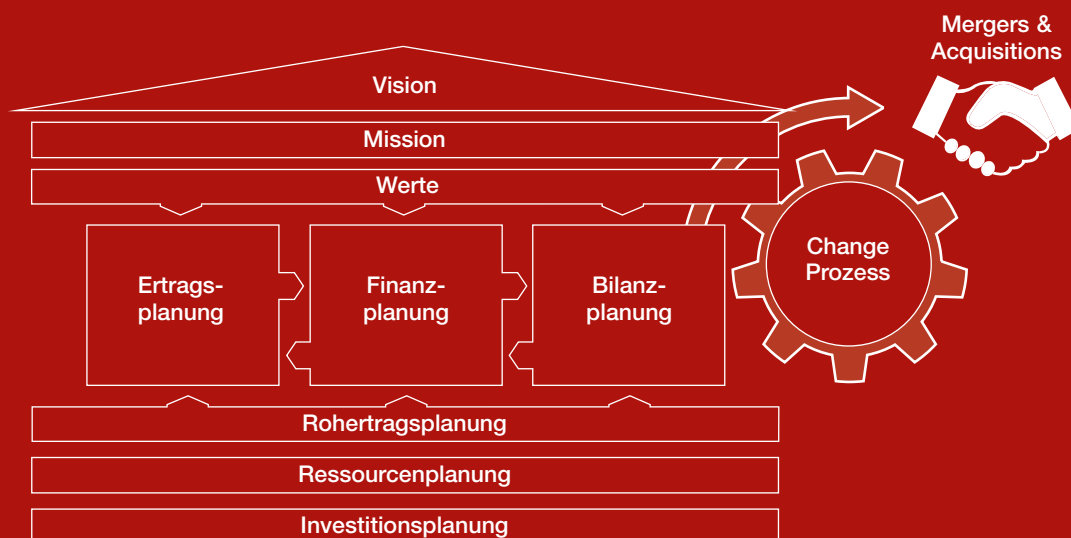 Mergers &
Acquisitions
Vision
Mission
Werte
Ertrags-
planung
Finanz-
planung
Bilanz-
planung
Change
Prozess
Rohertragsplanung
Ressourcenplanung
Investitionsplanung